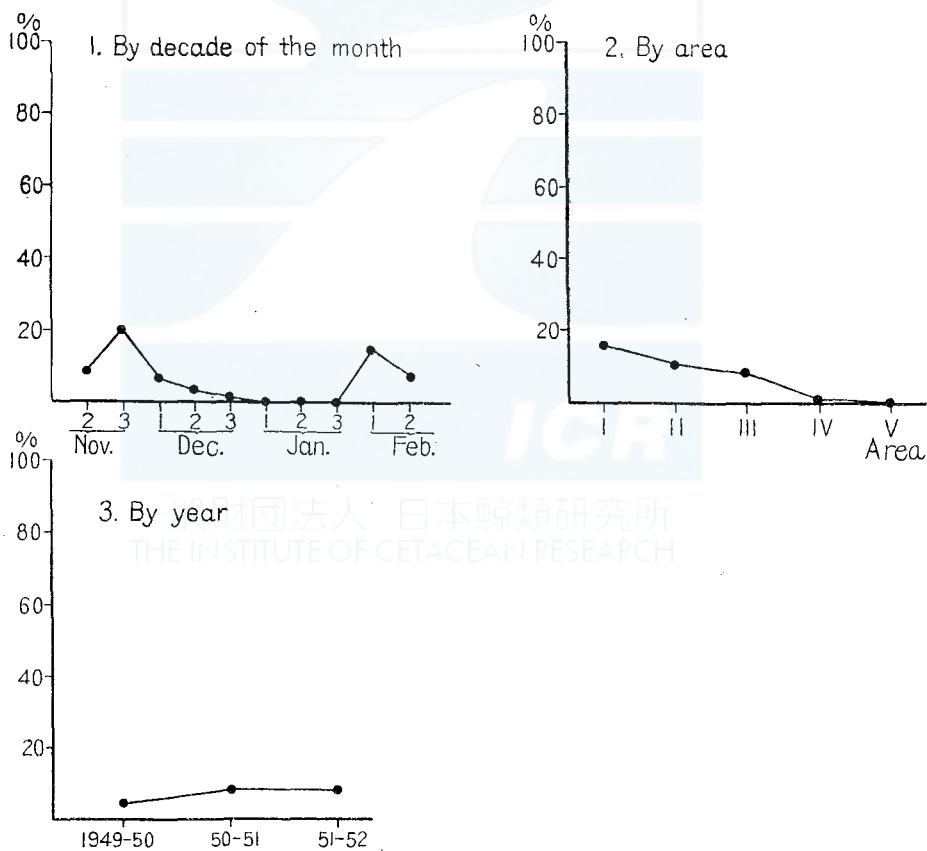 %
100
1. By decade of the month
80
60
40
20
2 3 1 2 3 1 2 3 1 2
Nov. Dec. Jan. Feb.
%
100
2. By area
80
60
40
20
I II III IV V
Area
ICR
%
100
3. By year
80
60
40
20
1949-50 50-51 51-52
財団法人 日本鯨類研究所
THE INSTITUTE OF CETACEAN RESEARCH